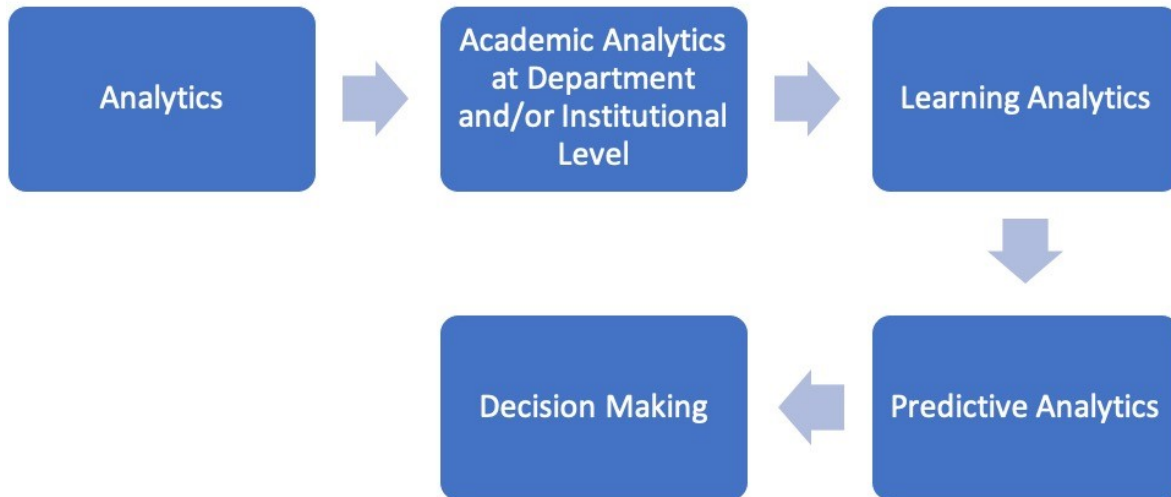 Analytics
Academic Analytics
at Department
and/or Institutional
Level
Learning Analytics
Predictive Analytics
Decision Making